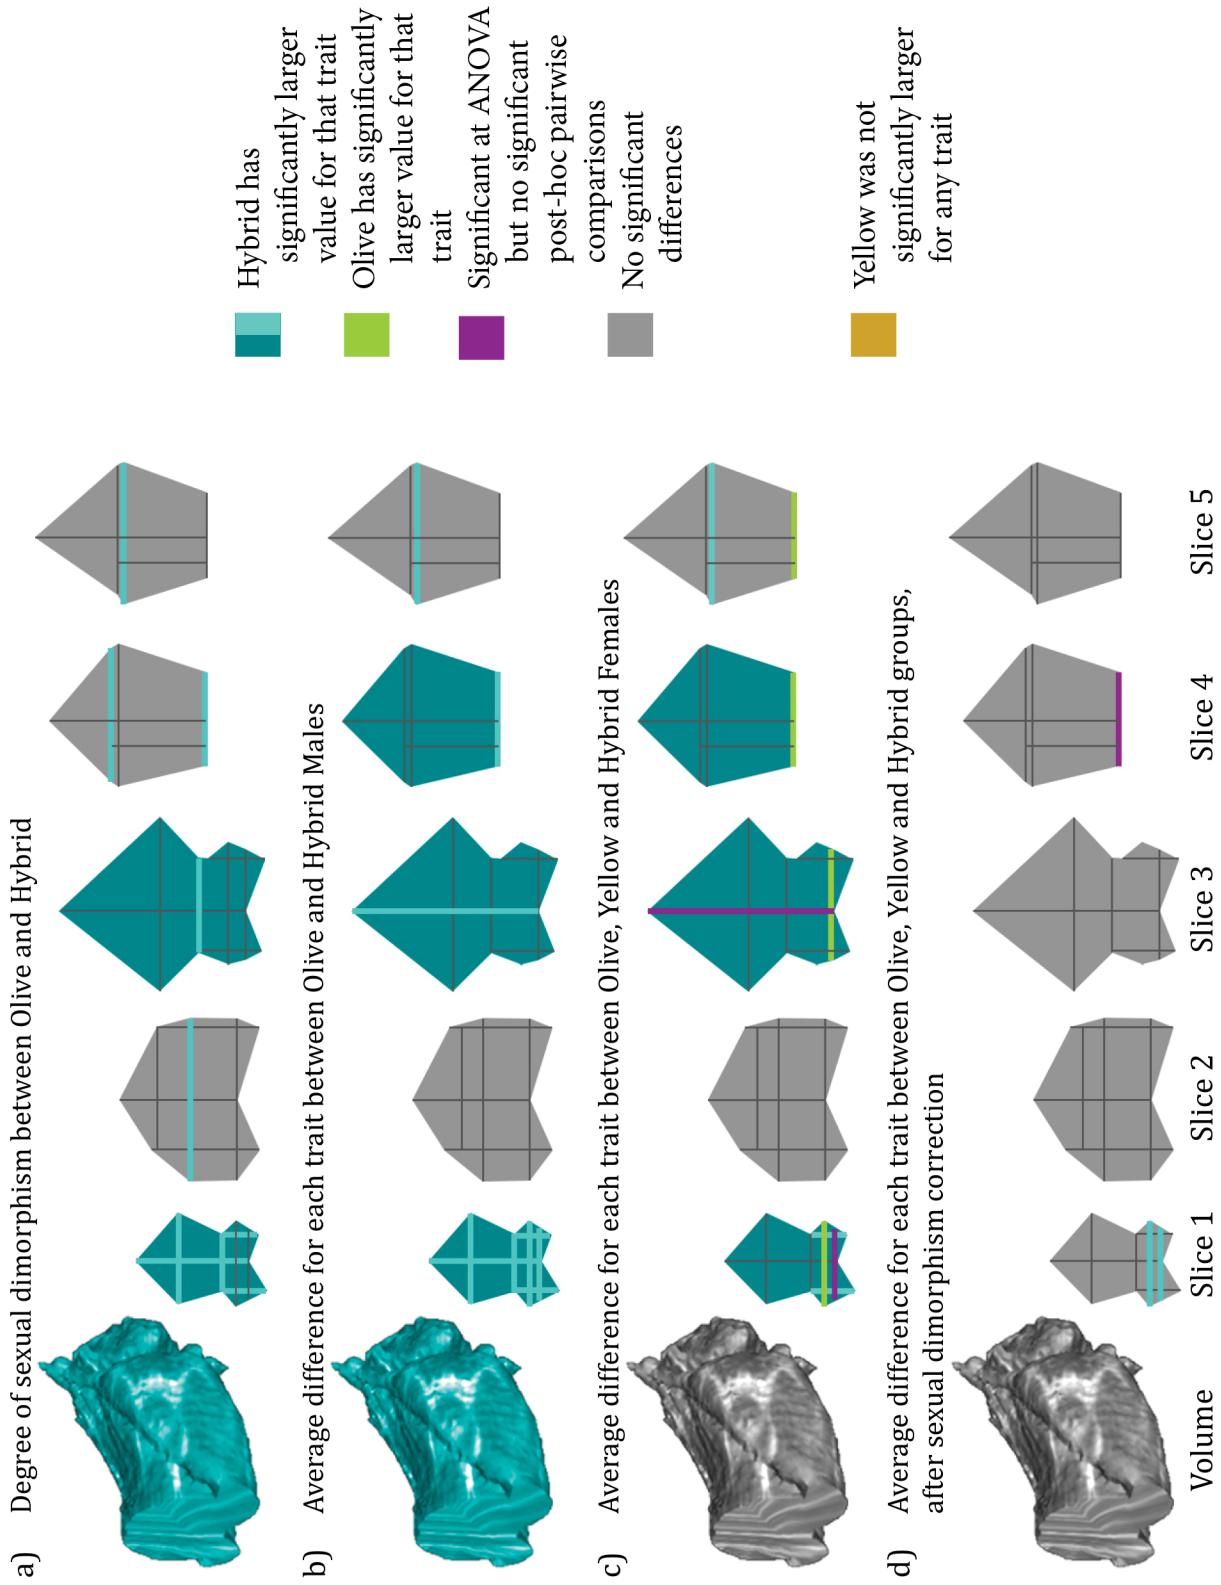 a) Degree of sexual dimorphism between Olive and Hybrid
b) Average difference for each trait between Olive and Hybrid Males
c) Average difference for each trait between Olive, Yellow and Hybrid Females
d) Average difference for each trait between Olive, Yellow and Hybrid groups,
after sexual dimorphism correction
Volume Slice 1 Slice 2 Slice 3 Slice 4 Slice 5
Hybrid has
significantly larger
value for that trait
Olive has significantly
larger value for that
trait
Significant at ANOVA
but no significant
post-hoc pairwise
comparisons
No significant
differences
Yellow was not
significantly larger
for any trait